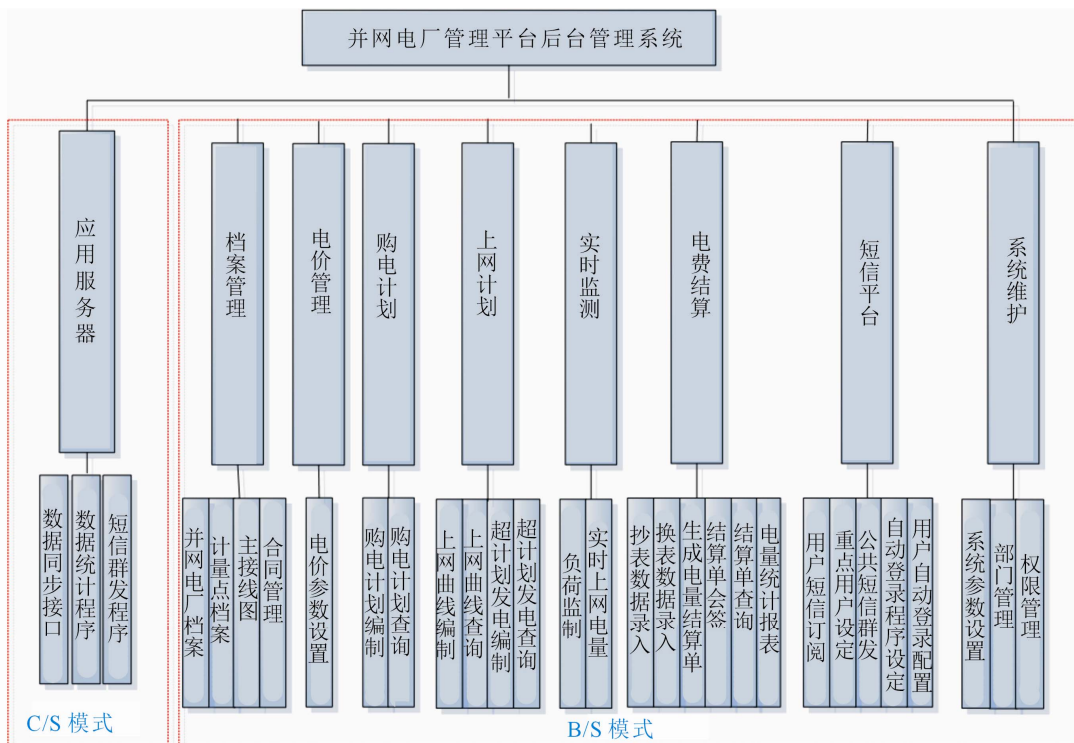 并网电厂管理平台后台管理系统
应用服务器
档案管理
电价管理
购电计划
上网计划
实时监测
电费结算
短信平台
系统维护
数据同步接口
数据统计程序
短信群发程序
并网电厂档案
计量点档案
主接线图
合同管理
电价参数设置
购电计划编制
购电计划查询
上网曲线编制
上网曲线查询
超计划发电编制
超计划发电查询
负荷监制
实时上网电量
抄表数据录入
换表数据录入
生成电量结算单
结算单会签
结算单查询
电量统计报表
用户短信订阅
重点用户设定
公共短信群发
自动登录程序设定
用户自动登录配置
系统参数设置
部门管理
权限管理
C/S 模式
B/S 模式